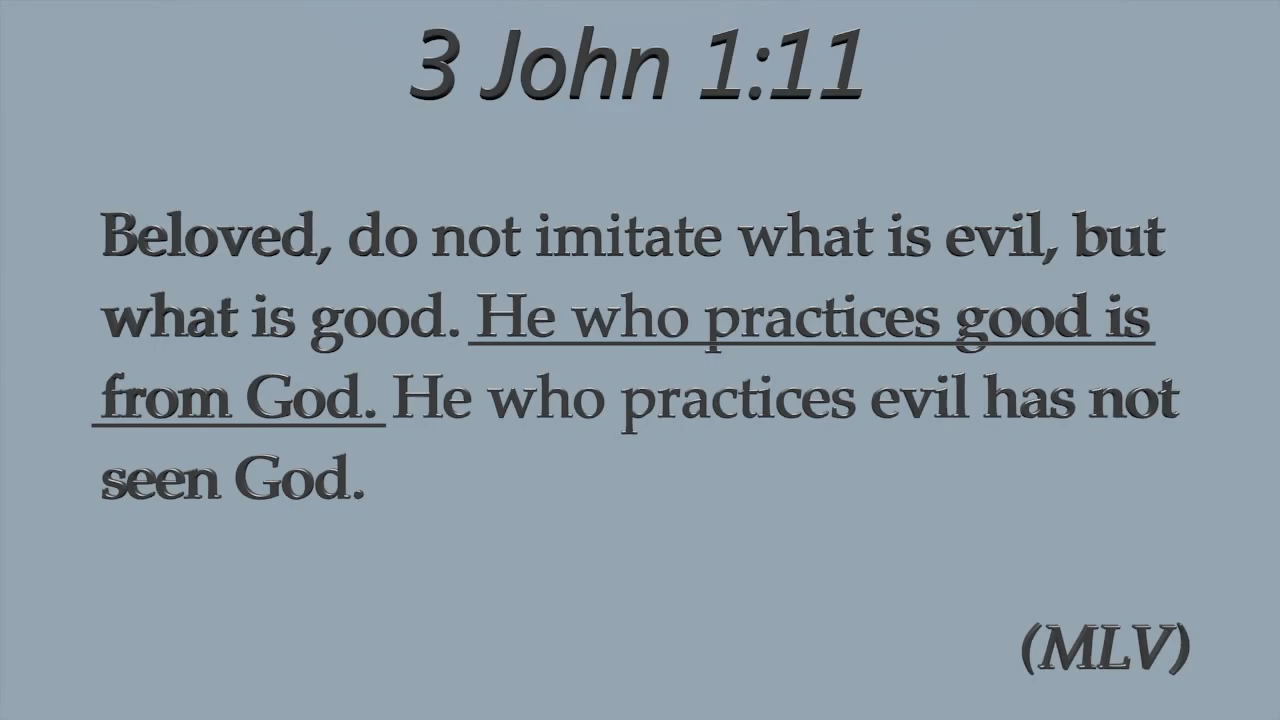 3 John 1:11
Beloved, do not imitate what is evil, but
what is good. He who practices good is
from God. He who practices evil has not
seen God.
(MLV)